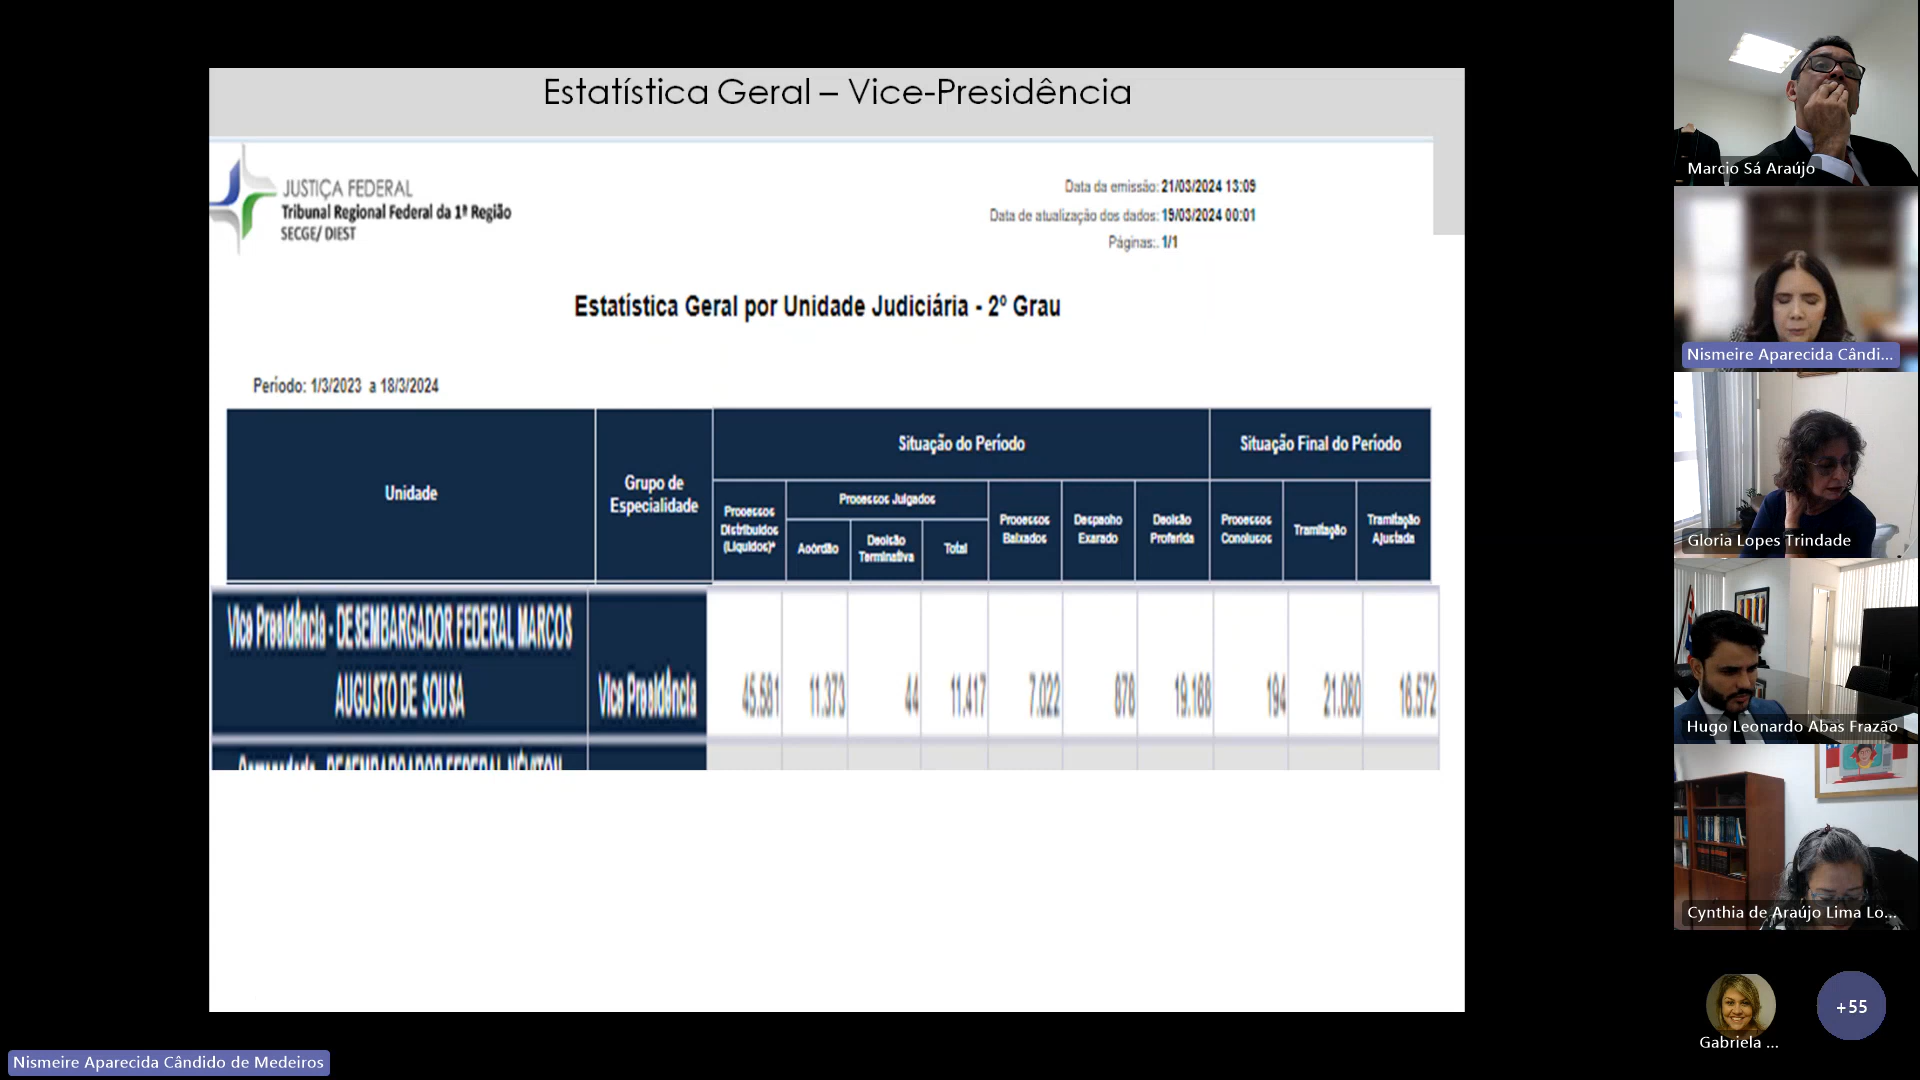 Estatística Geral – Vice-Presidência
JUSTIÇA FEDERAL
Tribunal Regional Federal da 1ª Região
SECGE/ DIEST
Data da emissão: 21/03/2024 13:09
Data de atualização dos dados: 19/03/2024 00:01
Páginas:. 1/1
Estatística Geral por Unidade Judiciária - 2º Grau
Período: 1/3/2023 a 18/3/2024
Unidade
Grupo de
Especialidade
Situação do Período
Situação Final do Período
Processos
Distribuídos
(Líquidos)*
Processos Julgados
Acórdão
Decisão
Terminativa
Total
Processos
Baixados
Despacho
Exarado
Decisão
Proferida
Processos
Conclusos
Tramitação
Tramitação
Ajustada
Vice Presidência - DESEMBARGADOR FEDERAL MARCOS
AUGUSTO DE SOUSA
Vice Presidência
45.581 11.373 44 11.417 7.022 878 19.168 194 21.060
DESEMBARGADOR FEDERAL NÉVITON
Marcio Sá Araújo
Nismeire Aparecida Cândi...
Gloria Lopes Trindade
Hugo Leonardo Abas Frazão
Cynthia de Araújo Lima Lo...
Gabriela ...
+55
Nismeire Aparecida Cândido de Medeiros